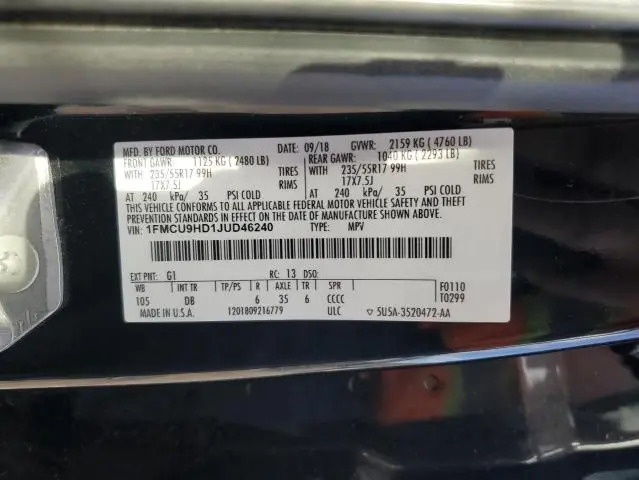 MFD. BY FORD MOTOR CO. DATE: 09/18 GVWR: 2159 KG ( 4760 LB)
FRONT GAWR: 1125 KG ( 2480 LB) REAR GAWR: 1040 KG ( 2293 LB)
WITH 235/55R17 99H TIRES WITH 235/55R17 99H TIRES
17X7.5J RIMS 17X7.5J RIMS
AT 240 kPa/ 35 PSI COLD AT 240 kPa/ 35 PSI COLD
THIS VEHICLE CONFORMS TO ALL APPLICABLE FEDERAL MOTOR VEHICLE SAFETY AND THEFT
PREVENTION STANDARDS IN EFFECT ON THE DATE OF MANUFACTURE SHOWN ABOVE.
VIN: 1FMCU9HD1JUD46240 TYPE: MPV
EXT PNT: G1 RC: 13 DSO: F0110
WB INT TR TP/PS R AXLE TR SPR T0299
105 DB 6 35 6 CCCC
MADE IN U.S.A. 1201809216779 ULC 5U5A-3520472-AA